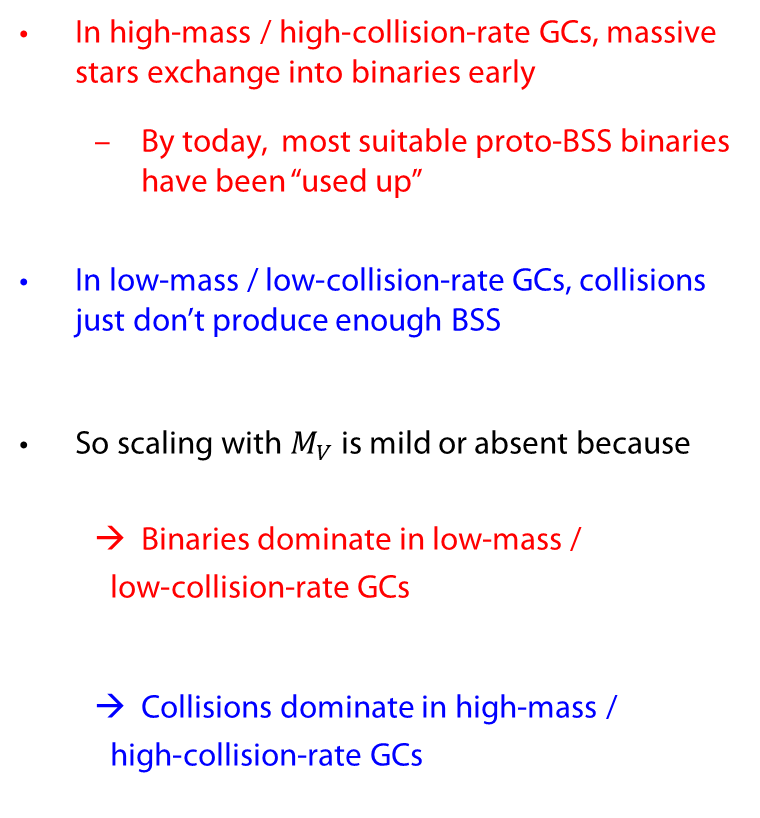 • In high-mass / high-collision-rate GCs, massive
stars exchange into binaries early
– By today, most suitable proto-BSS binaries
have been “used up”
• In low-mass / low-collision-rate GCs, collisions
just don’t produce enough BSS
• So scaling with M_V is mild or absent because
→ Binaries dominate in low-mass /
low-collision-rate GCs
→ Collisions dominate in high-mass /
high-collision-rate GCs